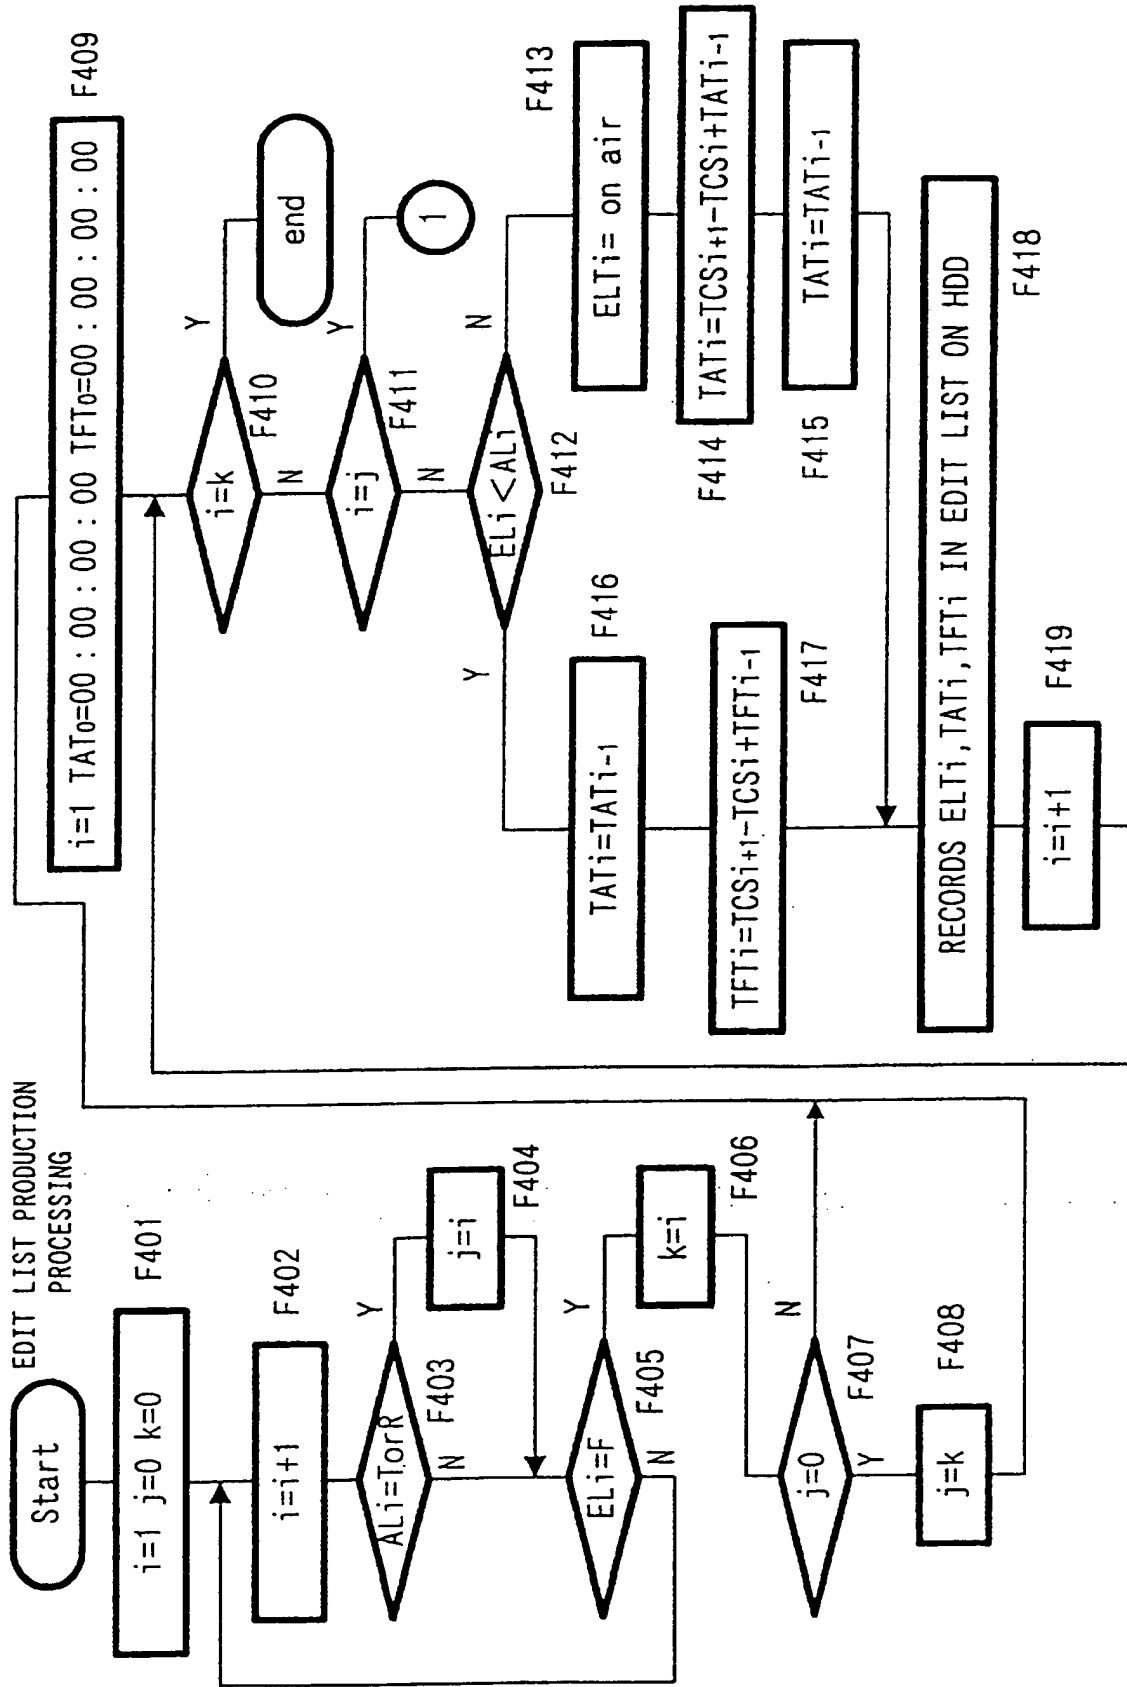 EDIT LIST PRODUCTION
PROCESSING
Start
i=1 j=0 k=0
F401
i=i+1
F402
ALi=TorR
F403
Y
N
j=i
F404
ELi=F
F405
Y
N
k=i
F406
j=0
F407
N
Y
j=k
F408
i=1 TAT0=00:00:00:00 TFT0=00:00:00:00
F409
i=k
F410
Y
N
end
i=j
F411
Y
N
1
ELi<ALi
F412
Y
N
ELTi= on air
F413
TATi=TCSi+1-TCSi+TATi-1
F414
TATi=TATi-1
F415
TATi=TATi-1
F416
TFTi=TCSi+1-TCSi+TFTi-1
F417
RECORDS ELTi,TATi,TFTi IN EDIT LIST ON HDD
F418
i=i+1
F419